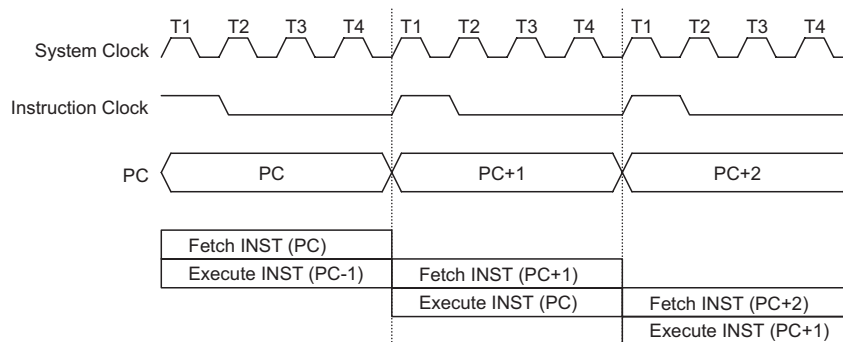 T1 T2 T3 T4 T1 T2 T3 T4 T1 T2 T3 T4
System Clock
Instruction Clock
PC PC PC+1 PC+2
Fetch INST (PC)
Execute INST (PC-1) Fetch INST (PC+1)
Execute INST (PC) Fetch INST (PC+2)
Execute INST (PC+1)